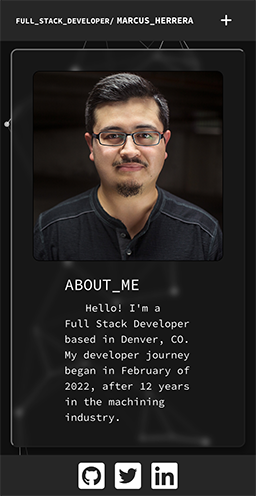 FULL_STACK_DEVELOPER/ MARCUS_HERRERA +
ABOUT_ME
Hello! I'm a
Full Stack Developer
based in Denver, CO.
My developer journey
began in February of
2022, after 12 years
in the machining
industry.
in